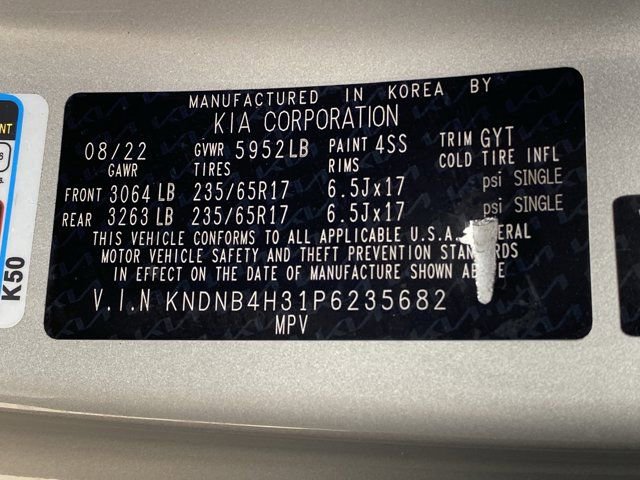 MANUFACTURED IN KOREA BY
KIA CORPORATION
08/22 GVWR 5952LB PAINT 4SS TRIM GYT
GAWR TIRES RIMS COLD TIRE INFL
FRONT 3064 LB 235/65R17 6.5Jx17 psi SINGLE
REAR 3263 LB 235/65R17 6.5Jx17 psi SINGLE
THIS VEHICLE CONFORMS TO ALL APPLICABLE U.S.A.
MOTOR VEHICLE SAFETY AND THEFT PREVENTION STANDARDS
IN EFFECT ON THE DATE OF MANUFACTURE SHOWN ABOVE
V.I.N KNDNB4H31P6235682
MPV
K50